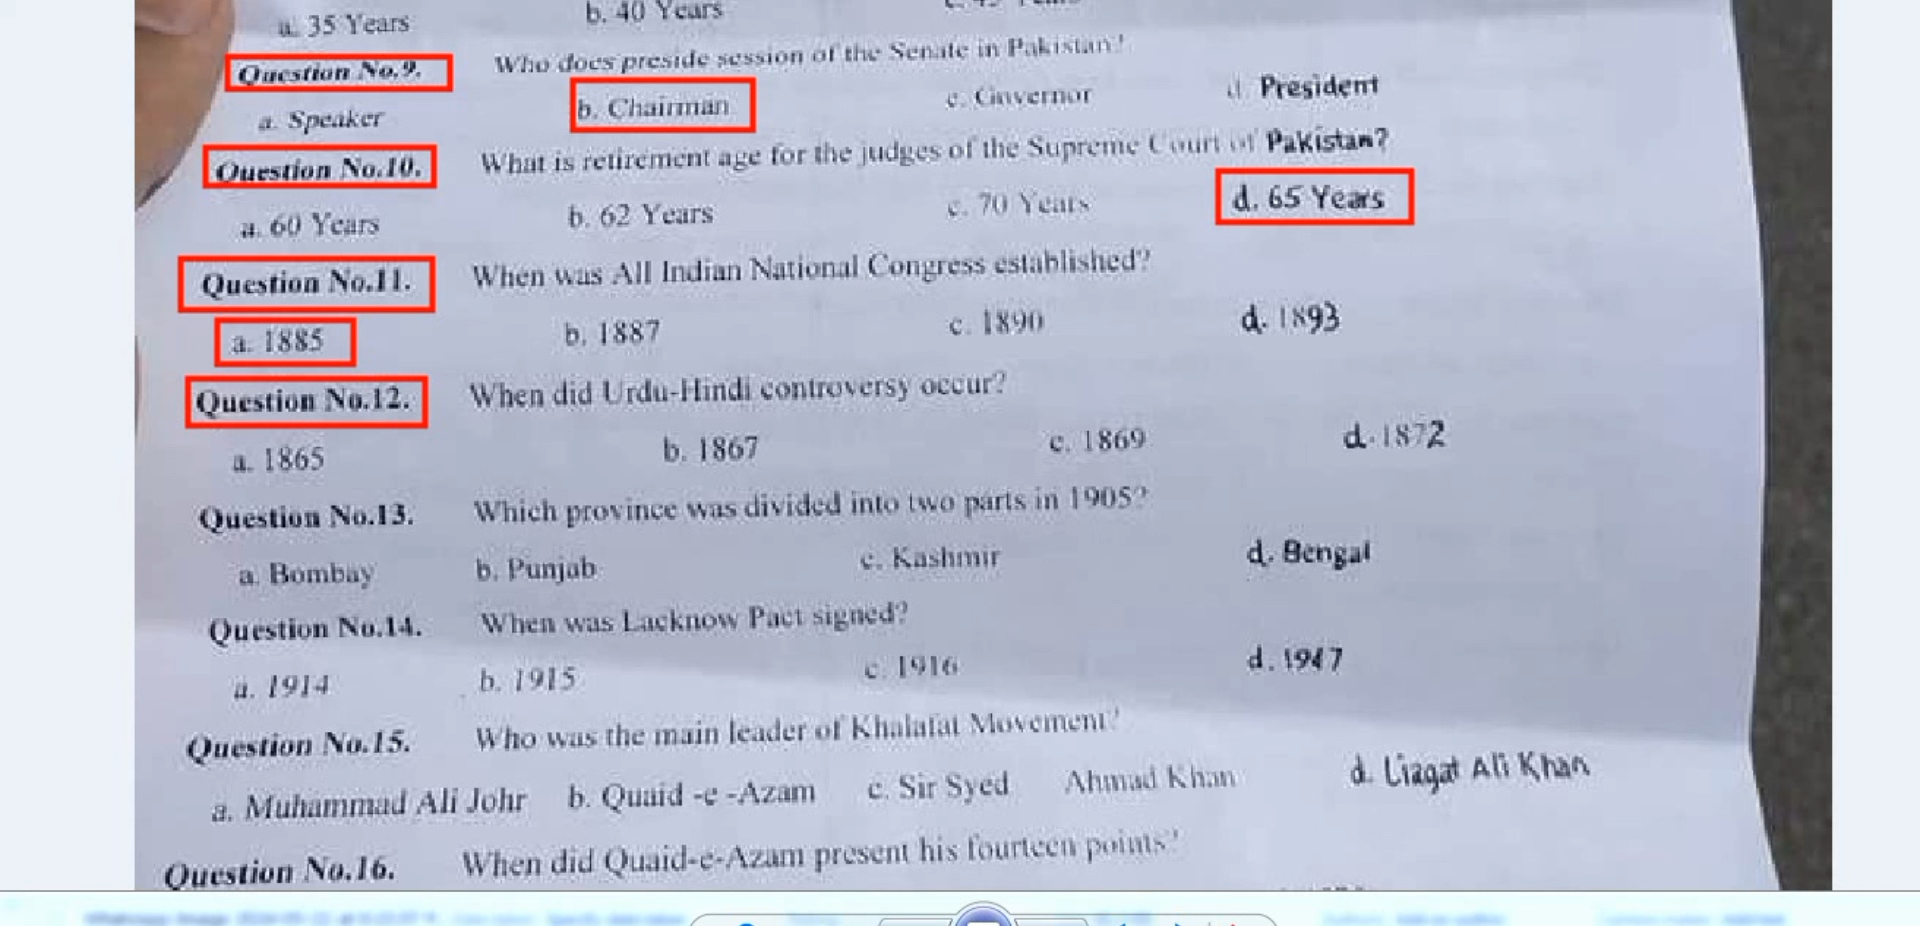 a. 35 Years b. 40 Years
Question No.9. Who does preside session of the Senate in Pakistan?
a. Speaker b. Chairman c. Governor d. President
Question No.10. What is retirement age for the judges of the Supreme Court of Pakistan?
a. 60 Years b. 62 Years c. 70 Years d. 65 Years
Question No.11. When was All Indian National Congress established?
a. 1885 b. 1887 c. 1890 d. 1893
Question No.12. When did Urdu-Hindi controversy occur?
a. 1865 b. 1867 c. 1869 d. 1872
Question No.13. Which province was divided into two parts in 1905?
a. Bombay b. Punjab c. Kashmir d. Bengal
Question No.14. When was Lacknow Pact signed?
a. 1914 b. 1915 c. 1916 d. 1947
Question No.15. Who was the main leader of Khalafat Movement?
a. Muhammad Ali Johr b. Quaid -e -Azam c. Sir Syed Ahmad Khan d. Liagat Ali Khan
Question No.16. When did Quaid-e-Azam present his fourteen points?